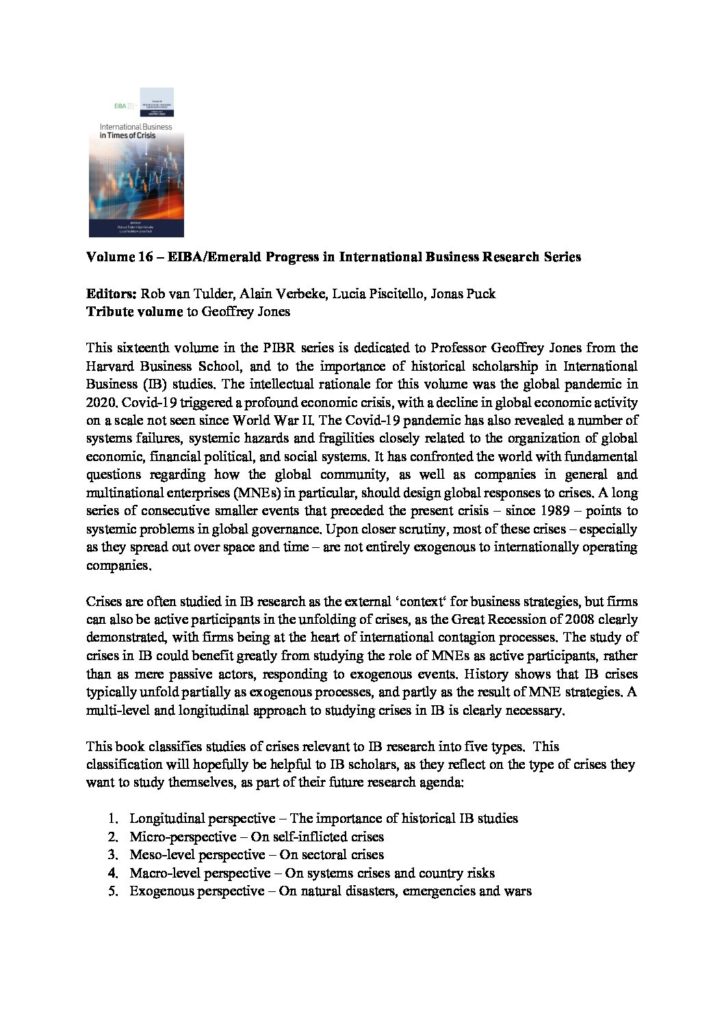 EIBA
International Business
in Times of Crisis
Volume 16 – EIBA/Emerald Progress in International Business Research Series
Editors: Rob van Tulder, Alain Verbeke, Lucia Piscitello, Jonas Puck
Tribute volume to Geoffrey Jones
This sixteenth volume in the PIBR series is dedicated to Professor Geoffrey Jones from the
Harvard Business School, and to the importance of historical scholarship in International
Business (IB) studies. The intellectual rationale for this volume was the global pandemic in
2020. Covid-19 triggered a profound economic crisis, with a decline in global economic activity
on a scale not seen since World War II. The Covid-19 pandemic has also revealed a number of
systems failures, systemic hazards and fragilities closely related to the organization of global
economic, financial political, and social systems. It has confronted the world with fundamental
questions regarding how the global community, as well as companies in general and
multinational enterprises (MNEs) in particular, should design global responses to crises. A long
series of consecutive smaller events that preceded the present crisis – since 1989 – points to
systemic problems in global governance. Upon closer scrutiny, most of these crises – especially
as they spread out over space and time – are not entirely exogenous to internationally operating
companies.
Crises are often studied in IB research as the external ‘context‘ for business strategies, but firms
can also be active participants in the unfolding of crises, as the Great Recession of 2008 clearly
demonstrated, with firms being at the heart of international contagion processes. The study of
crises in IB could benefit greatly from studying the role of MNEs as active participants, rather
than as mere passive actors, responding to exogenous events. History shows that IB crises
typically unfold partially as exogenous processes, and partly as the result of MNE strategies. A
multi-level and longitudinal approach to studying crises in IB is clearly necessary.
This book classifies studies of crises relevant to IB research into five types. This
classification will hopefully be helpful to IB scholars, as they reflect on the type of crises they
want to study themselves, as part of their future research agenda:
1. Longitudinal perspective – The importance of historical IB studies
2. Micro-perspective – On self-inflicted crises
3. Meso-level perspective – On sectoral crises
4. Macro-level perspective – On systems crises and country risks
5. Exogenous perspective – On natural disasters, emergencies and wars